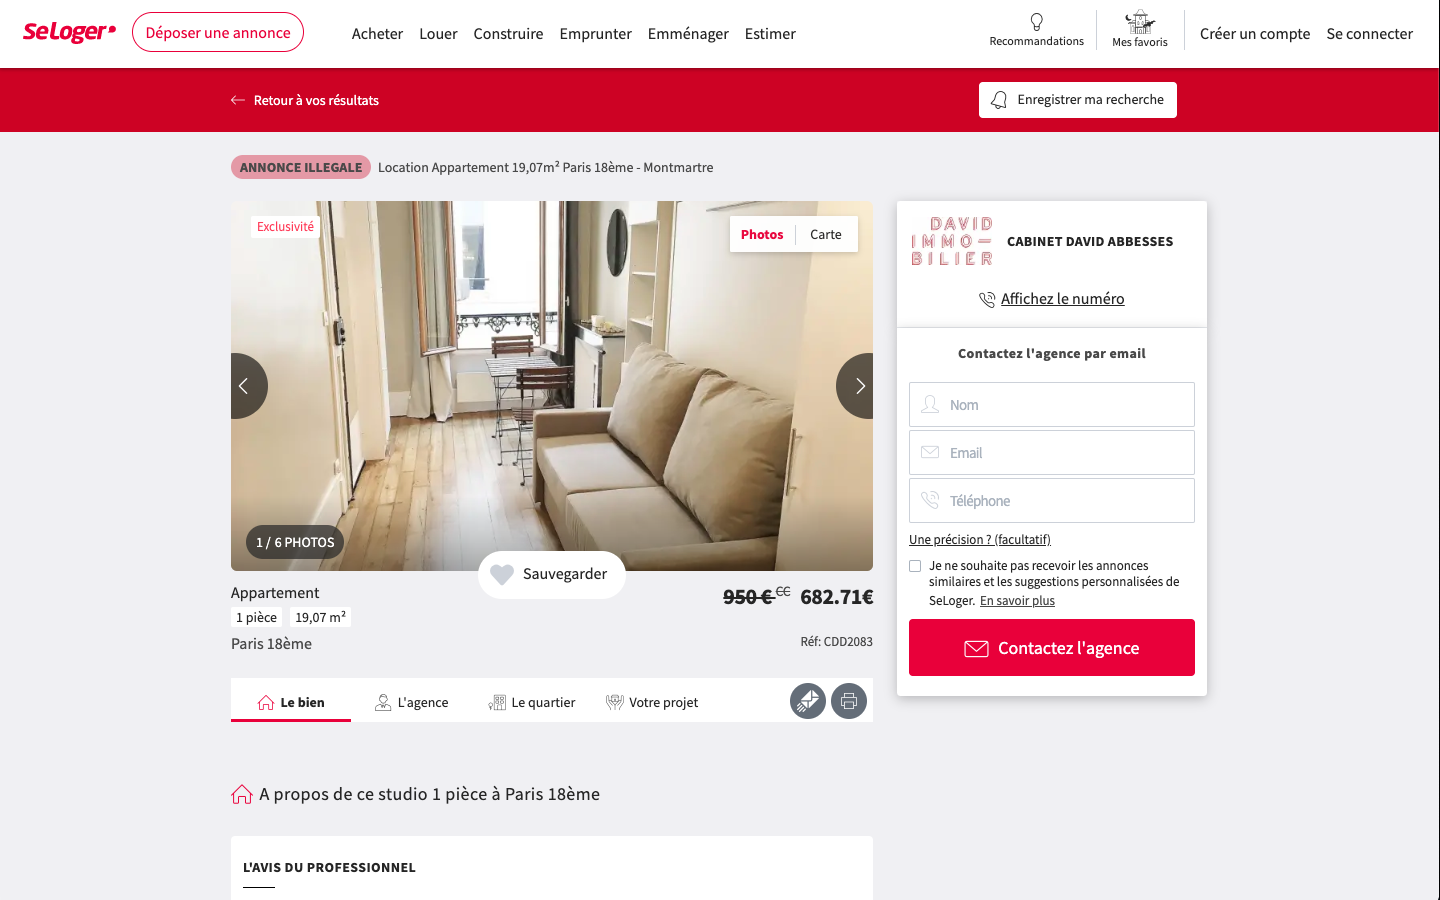 SeLoger
Déposer une annonce
Acheter
Louer
Construire
Emprunter
Emménager
Estimer
Recommandations
Mes favoris
Créer un compte
Se connecter
Retour à vos résultats
Enregistrer ma recherche
ANNONCE ILLEGALE
Location Appartement 19,07m² Paris 18ème - Montmartre
Exclusivité
Photos
Carte
1 / 6 PHOTOS
Sauvegarder
Appartement
950 € CC 682.71€
1 pièce
19,07 m²
Paris 18ème
Réf: CDD2083
Le bien
L'agence
Le quartier
Votre projet
A propos de ce studio 1 pièce à Paris 18ème
L'AVIS DU PROFESSIONNEL
DAVID
IMMO–
BILIER
CABINET DAVID ABBESSES
Affichez le numéro
Contactez l'agence par email
Nom
Email
Téléphone
Une précision ? (facultatif)
Je ne souhaite pas recevoir les annonces
similaires et les suggestions personnalisées de
SeLoger. En savoir plus
Contactez l'agence